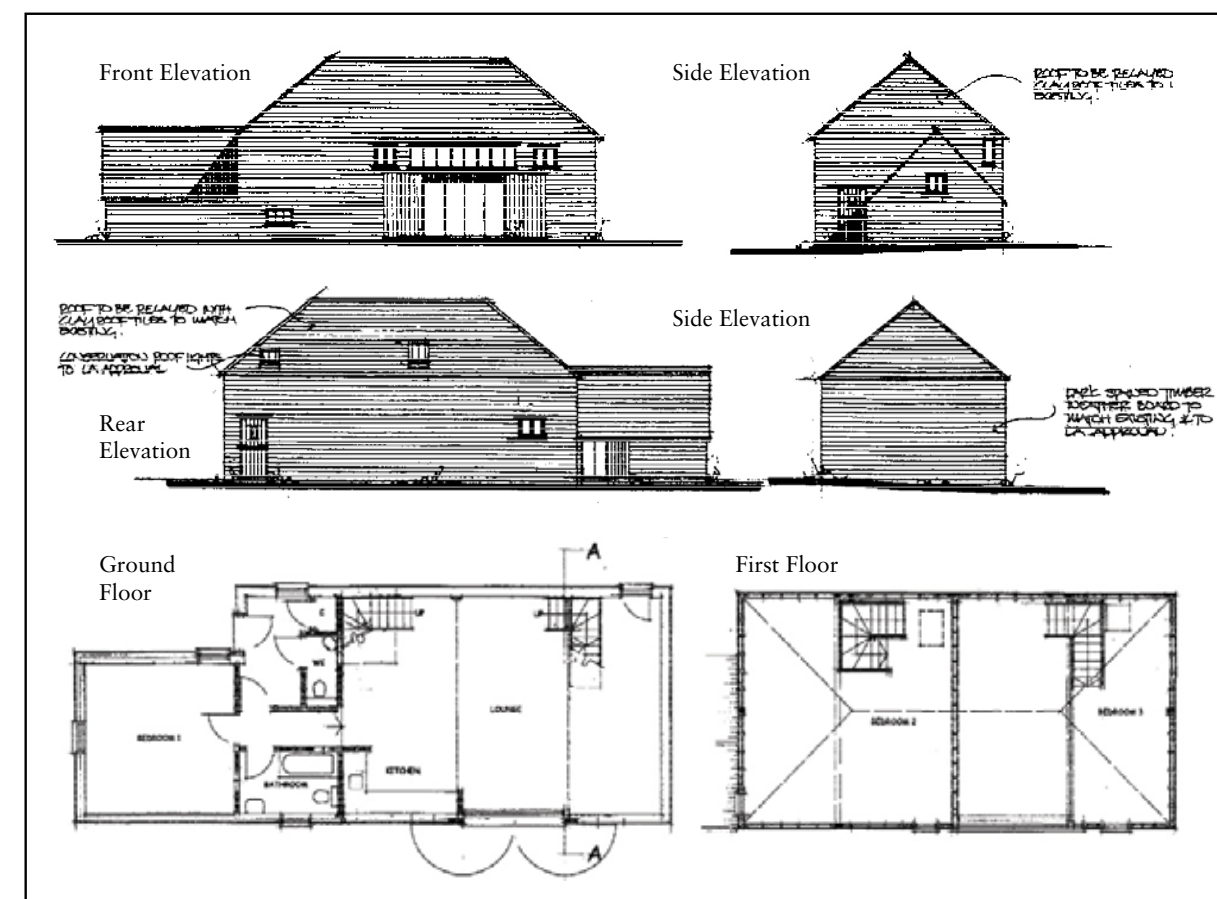 Front Elevation
Side Elevation
ROOF TO BE RELAYED
CLAY ROOF TILES TO
EXISTING.
ROOF TO BE RELAYED WITH
CLAY ROOF TILES TO MATCH
EXISTING.
CONSERVATION ROOF LIGHTS
TO LA APPROVAL
Side Elevation
Rear
Elevation
DARK STAINED TIMBER
WEATHER BOARD TO
MATCH EXISTING & TO
LA APPROVAL.
Ground
Floor
First Floor
A
UP
UP
WC
LOUNGE
BEDROOM 1
KITCHEN
BATHROOM
A
BEDROOM 2
BEDROOM 3